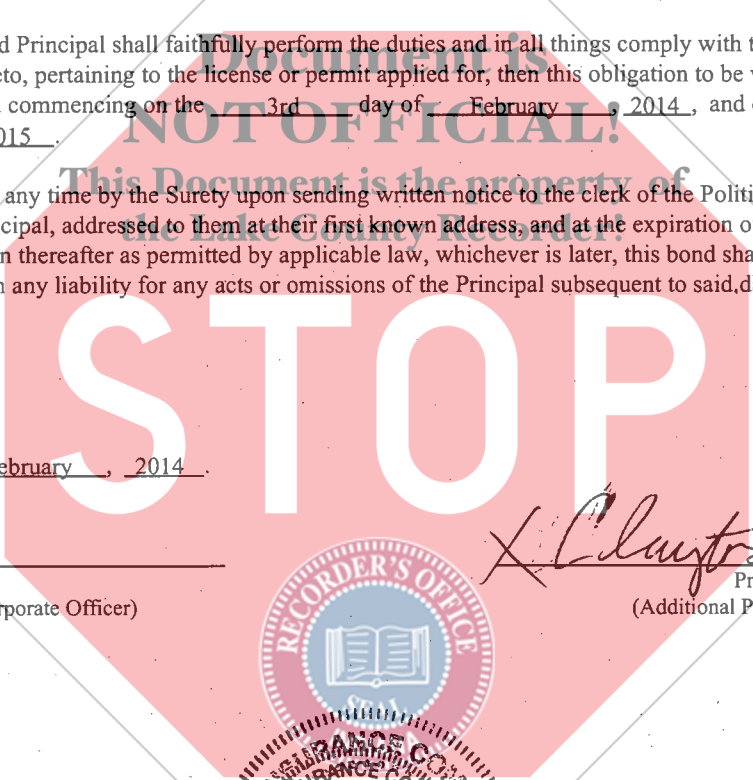 d Principal shall faithfully perform the duties and in all things comply with
Document is
eto, pertaining to the license or permit applied for, then this obligation to be
commencing on the 3rd day of February , 2014 , and
NOT OFFICIAL!
015 .
This Document is the property of
any time by the Surety upon sending written notice to the clerk of the Politi
cipal, addressed to them at their first known address, and at the expiration o
the Lake County Recorder!
n thereafter as permitted by applicable law, whichever is later, this bond sha
any liability for any acts or omissions of the Principal subsequent to said, d
STOP
ebruary , 2014 .
X Clayto
Pr
rporate Officer)
(Additional P
RECORDER'S OFFICE
SEAL